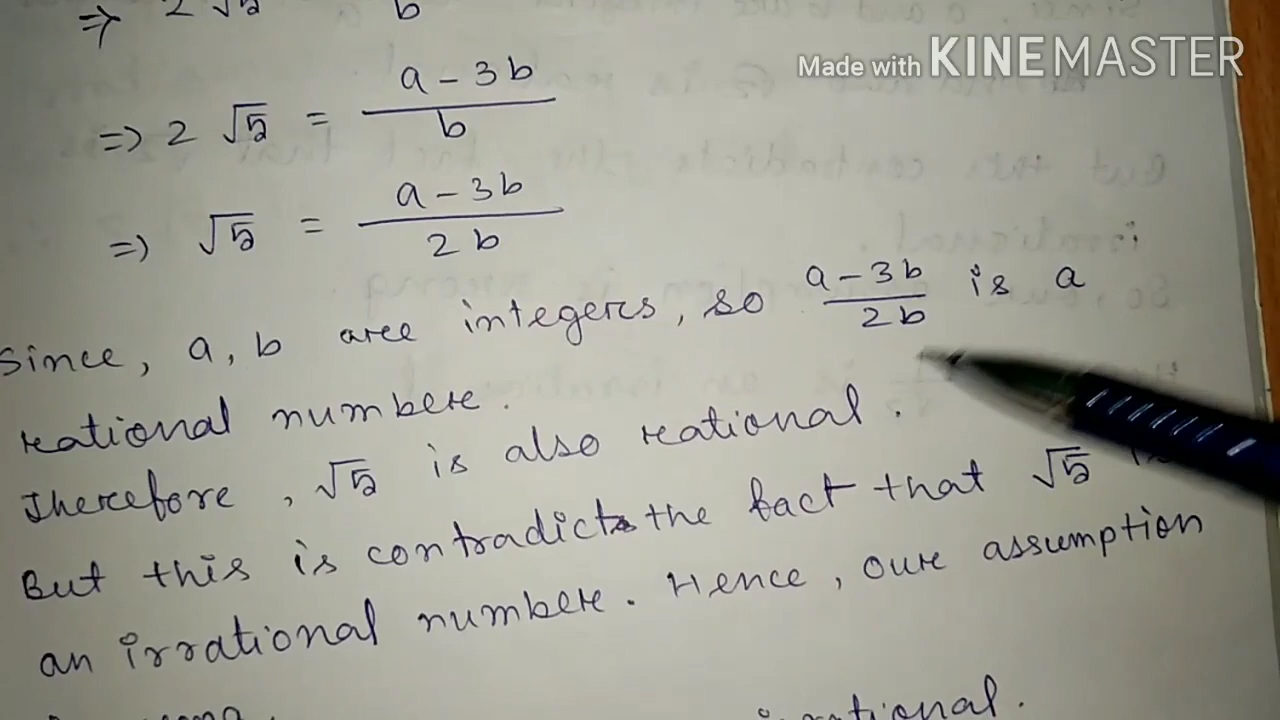 Made with KINEMASTER
=> 2 √5 = a - 3b / b
=> √5 = a - 3b / 2b
Since, a, b are integers, so a - 3b / 2b is a
rational number.
Therefore, √5 is also rational.
But this is contradicts the fact that √5
an irrational number. Hence, our assumption
irrational.